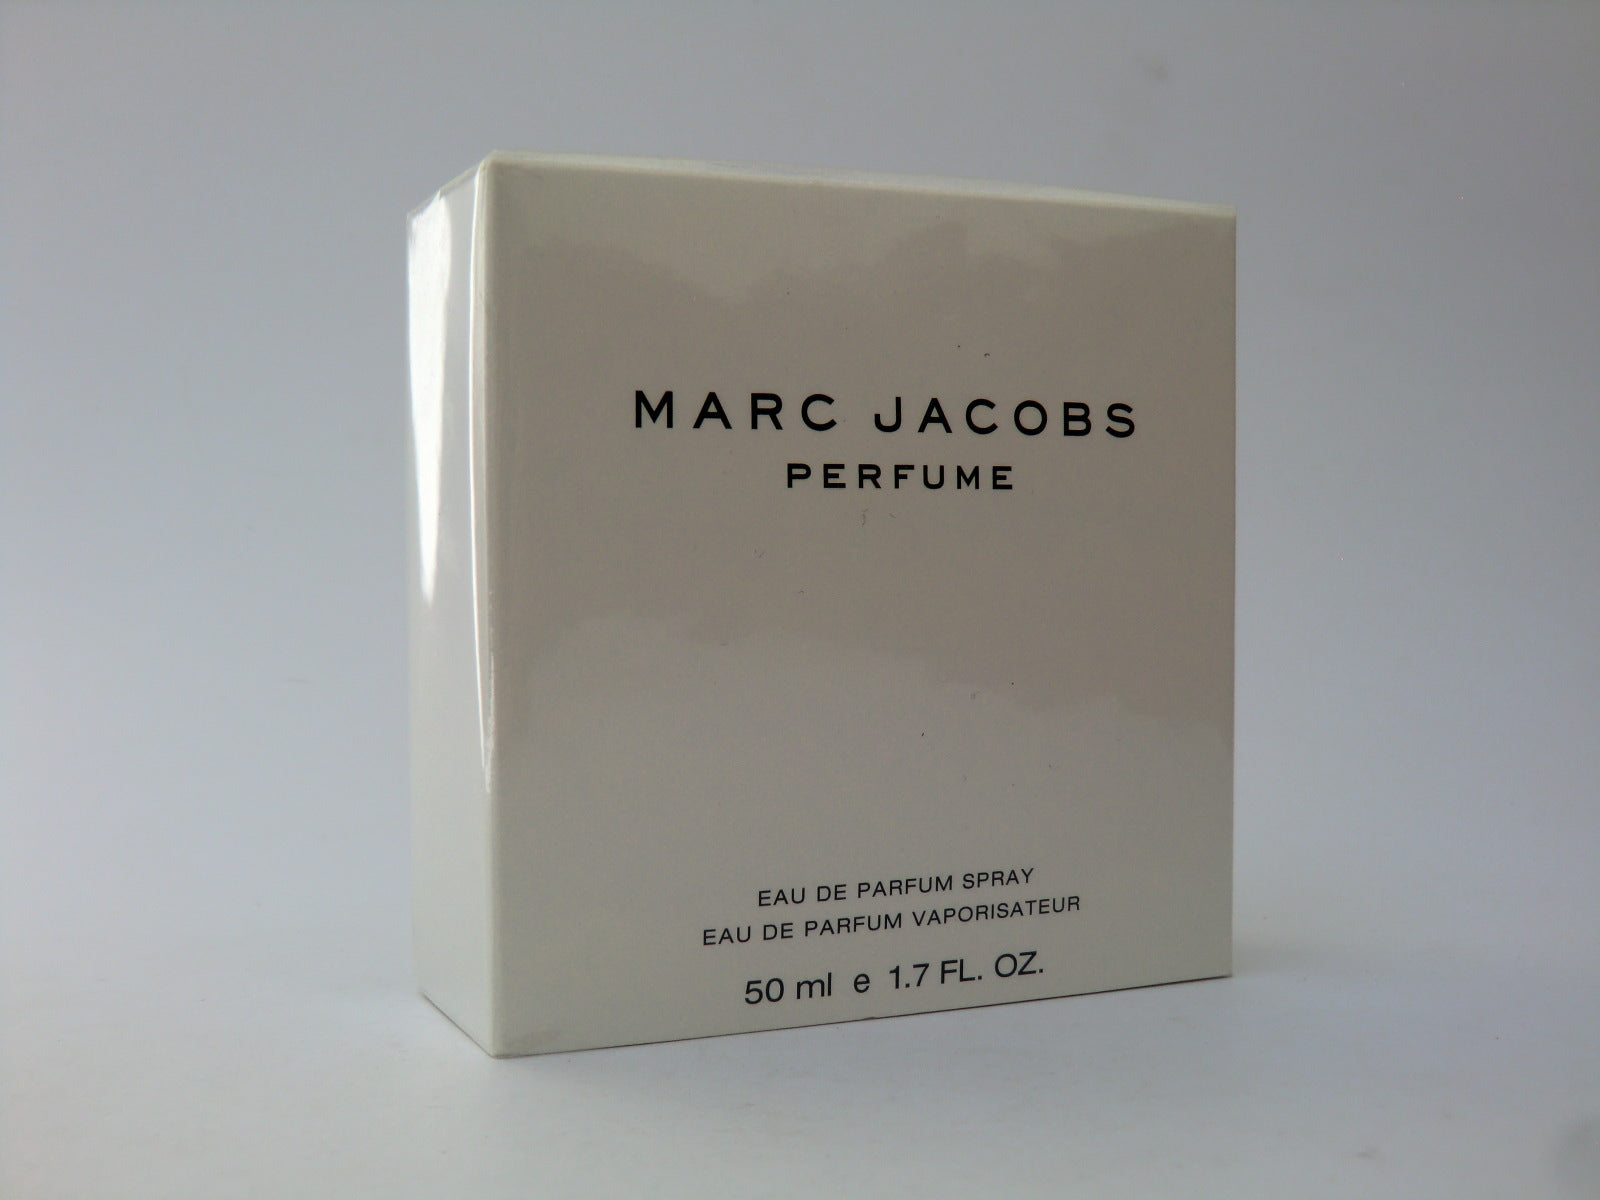 MARC JACOBS
PERFUME
EAU DE PARFUM SPRAY
EAU DE PARFUM VAPORISATEUR
50 ml e 1.7 FL. OZ.